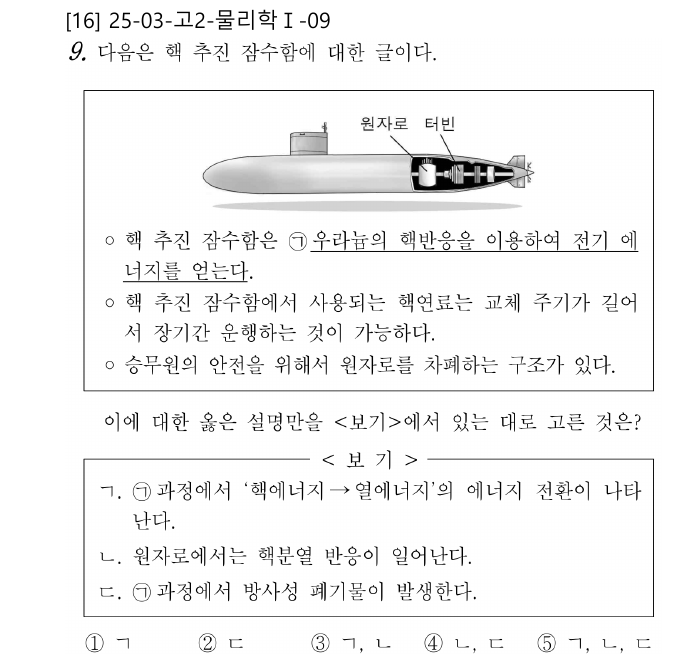 [16] 25-03-고2-물리학Ⅰ-09
9. 다음은 핵 추진 잠수함에 대한 글이다.
원자로 터빈
○ 핵 추진 잠수함은 ㉠우라늄의 핵반응을 이용하여 전기 에
너지를 얻는다.
○ 핵 추진 잠수함에서 사용되는 핵연료는 교체 주기가 길어
서 장기간 운행하는 것이 가능하다.
○ 승무원의 안전을 위해서 원자로를 차폐하는 구조가 있다.
이에 대한 옳은 설명만을 <보기>에서 있는 대로 고른 것은?
< 보 기 >
ㄱ. ㉠과정에서 ‘핵에너지→열에너지’의 에너지 전환이 나타
난다.
ㄴ. 원자로에서는 핵분열 반응이 일어난다.
ㄷ. ㉠과정에서 방사성 폐기물이 발생한다.
① ㄱ ② ㄷ ③ ㄱ, ㄴ ④ ㄴ, ㄷ ⑤ ㄱ, ㄴ, ㄷ